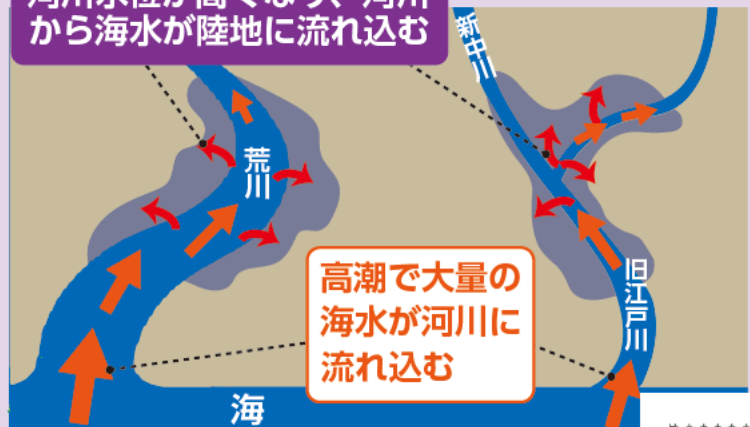 から海水が陸地に流れ込む
新中川
荒川
高潮で大量の
海水が河川に
流れ込む
旧江戸川
海